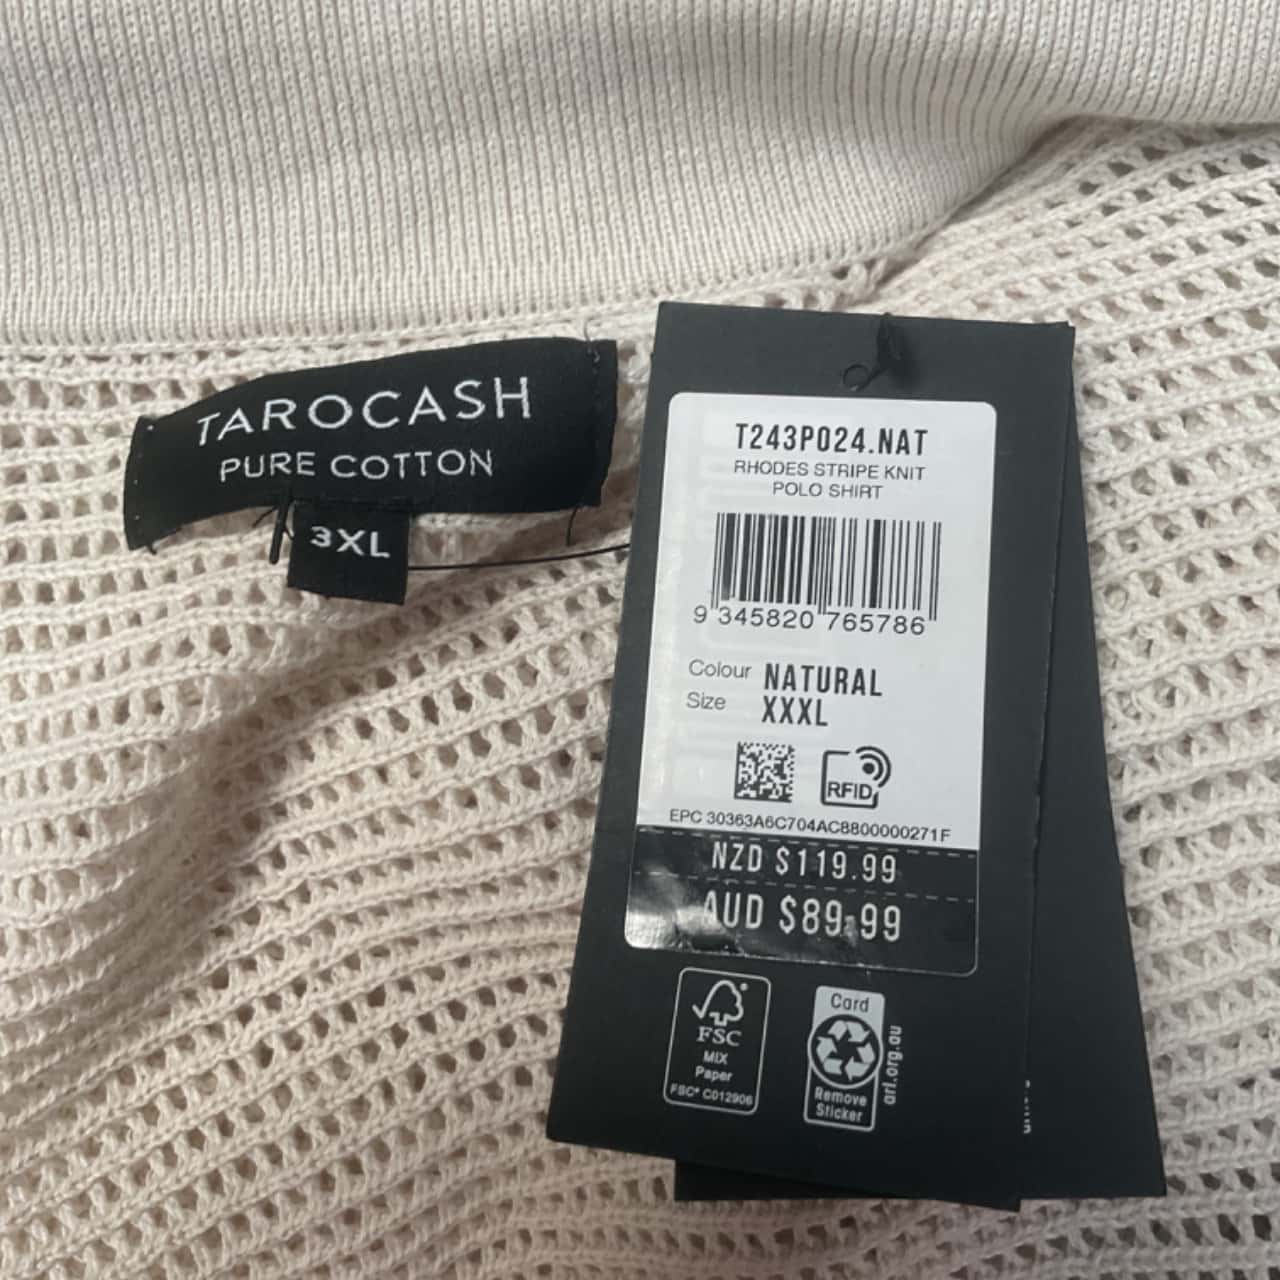 TAROCASH
PURE COTTON
3XL
T243P024.NAT
RHODES STRIPE KNIT
POLO SHIRT
9 345820 765786
Colour NATURAL
Size XXXL
RFID
EPC 30363A6C704AC8800000271F
NZD $119.99
AUD $89.99
FSC
MIX
Paper
FSC® C012906
Card
Remove
Sticker
arl.org.au